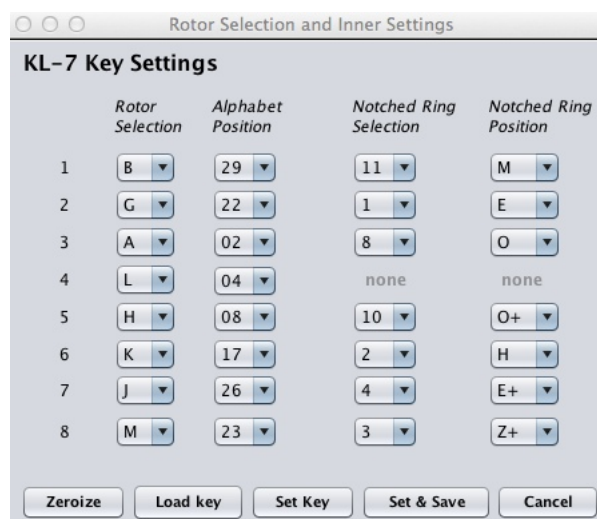 Rotor Selection and Inner Settings
KL-7 Key Settings
Rotor Alphabet Notched Ring Notched Ring
Selection Position Selection Position
1 B 29 11 M
2 G 22 1 E
3 A 02 8 O
4 L 04 none none
5 H 08 10 O+
6 K 17 2 H
7 J 26 4 E+
8 M 23 3 Z+
Zeroize Load key Set Key Set & Save Cancel